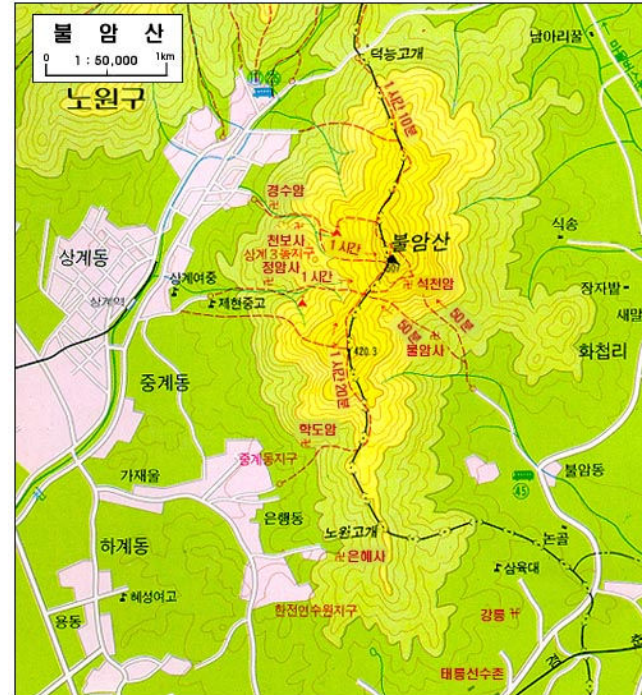 불 암 산
0 1 : 50,000 1km
노원구
덕능고개
남아리꼴
1시간 10분
경수암
천보사
상계3동지구
정암사
1 시간
1 시간
불암산
507
석천암
식송
장자밭
새말
화첩리
상계동
상계여중
상계역
제현중고
50분
50분
불암사
420.3
중계동
1시간20분
학도암
중계동지구
가재울
은행동
노원고개
은혜사
불암동
45
논골
삼육대
하계동
혜성여고
용동
한전연수원지구
강릉
태릉선수촌
경